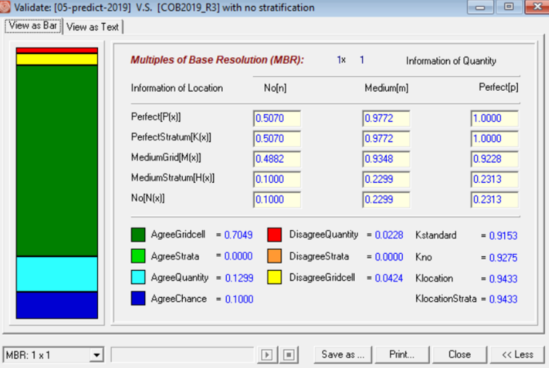 Validate: [05-predict-2019] V.S. [COB2019_R3] with no stratification
View as Bar View as Text
Multiples of Base Resolution (MBR): 1x 1 Information of Quantity
Information of Location No[n] Medium[m] Perfect[p]
Perfect[P(x)] 0.5070 0.9772 1.0000
PerfectStratum[K(x)] 0.5070 0.9772 1.0000
MediumGrid[M(x)] 0.4882 0.9348 0.9228
MediumStratum[H(x)] 0.1000 0.2299 0.2313
No[N(x)] 0.1000 0.2299 0.2313
AgreeGridcell = 0.7049 DisagreeQuantity = 0.0228 Kstandard = 0.9153
AgreeStrata = 0.0000 DisagreeStrata = 0.0000 Kno = 0.9275
AgreeQuantity = 0.1299 DisagreeGridcell = 0.0424 Klocation = 0.9433
AgreeChance = 0.1000 KlocationStrata = 0.9433
MBR: 1 x 1 Save as ... Print... Close << Less